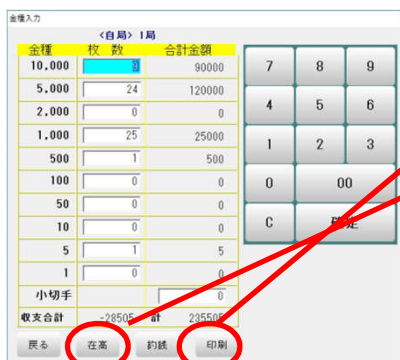 金種入力
<自局> 1局
金種 枚 数 合計金額
10,000 9 90000
5,000 24 120000
2,000 0 0
1,000 25 25000
500 1 500
100 0 0
50 0 0
10 0 0
5 1 5
1 0 0
小切手 0
収支合計 -28505 計 235505
戻る 在高 釣銭 印刷
7 8 9
4 5 6
1 2 3
0 00
C 確定